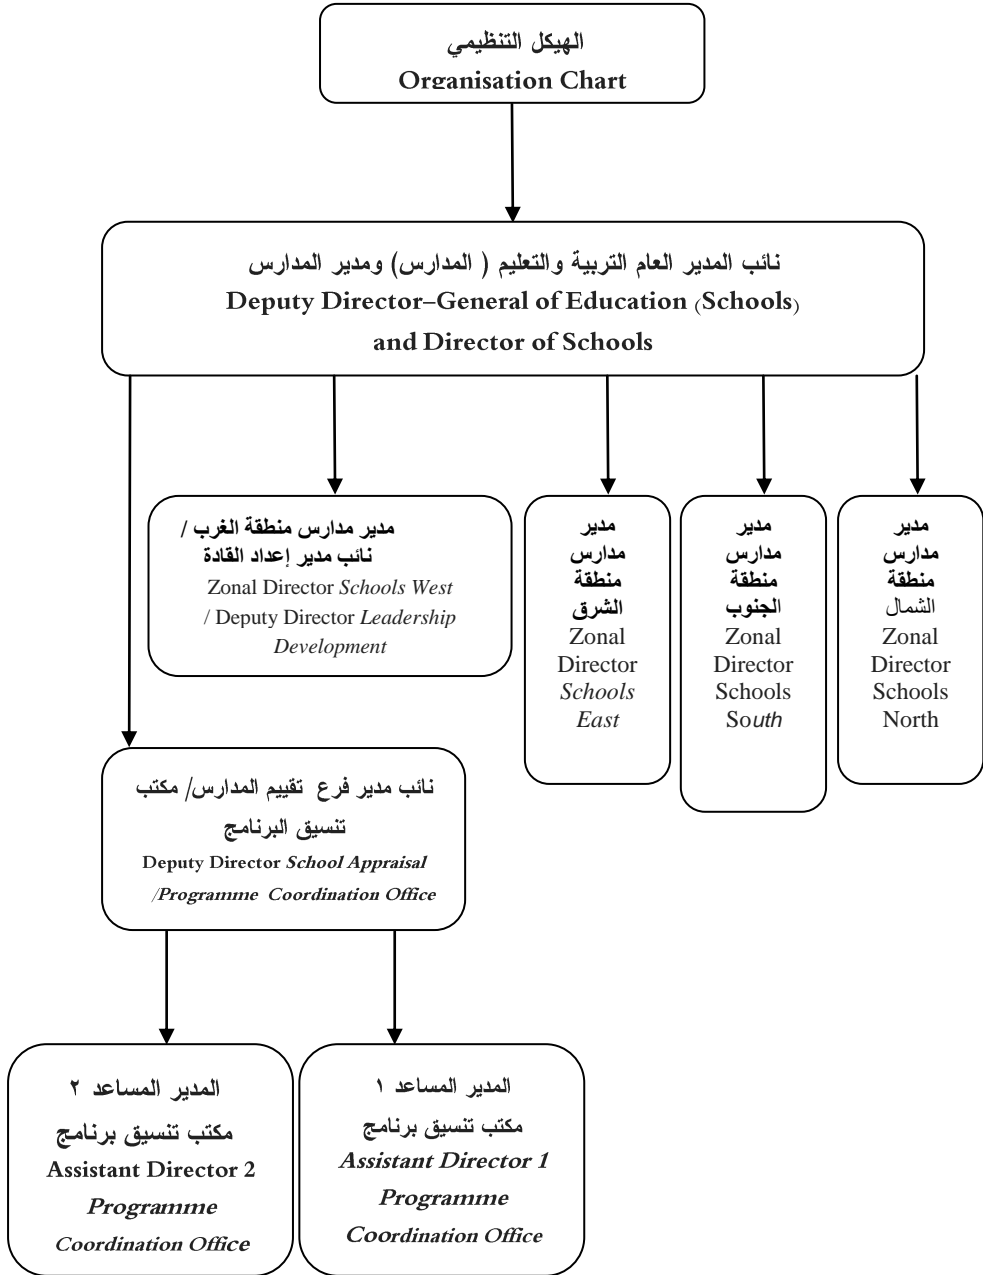 الهيكل التنظيمي
Organisation Chart
نائب المدير العام التربية والتعليم ( المدارس) ومدير المدارس
Deputy Director–General of Education (Schools)
and Director of Schools
مدير مدارس منطقة الغرب /
نائب مدير إعداد القادة
Zonal Director Schools West
/ Deputy Director Leadership
Development
مدير
مدارس
منطقة
الشرق
Zonal
Director
Schools
East
مدير
مدارس
منطقة
الجنوب
Zonal
Director
Schools
South
مدير
مدارس
منطقة
الشمال
Zonal
Director
Schools
North
نائب مدير فرع تقييم المدارس/ مكتب
تنسيق البرنامج
Deputy Director School Appraisal
/Programme Coordination Office
المدير المساعد ٢
مكتب تنسيق برنامج
Assistant Director 2
Programme
Coordination Office
المدير المساعد ١
مكتب تنسيق برنامج
Assistant Director 1
Programme
Coordination Office